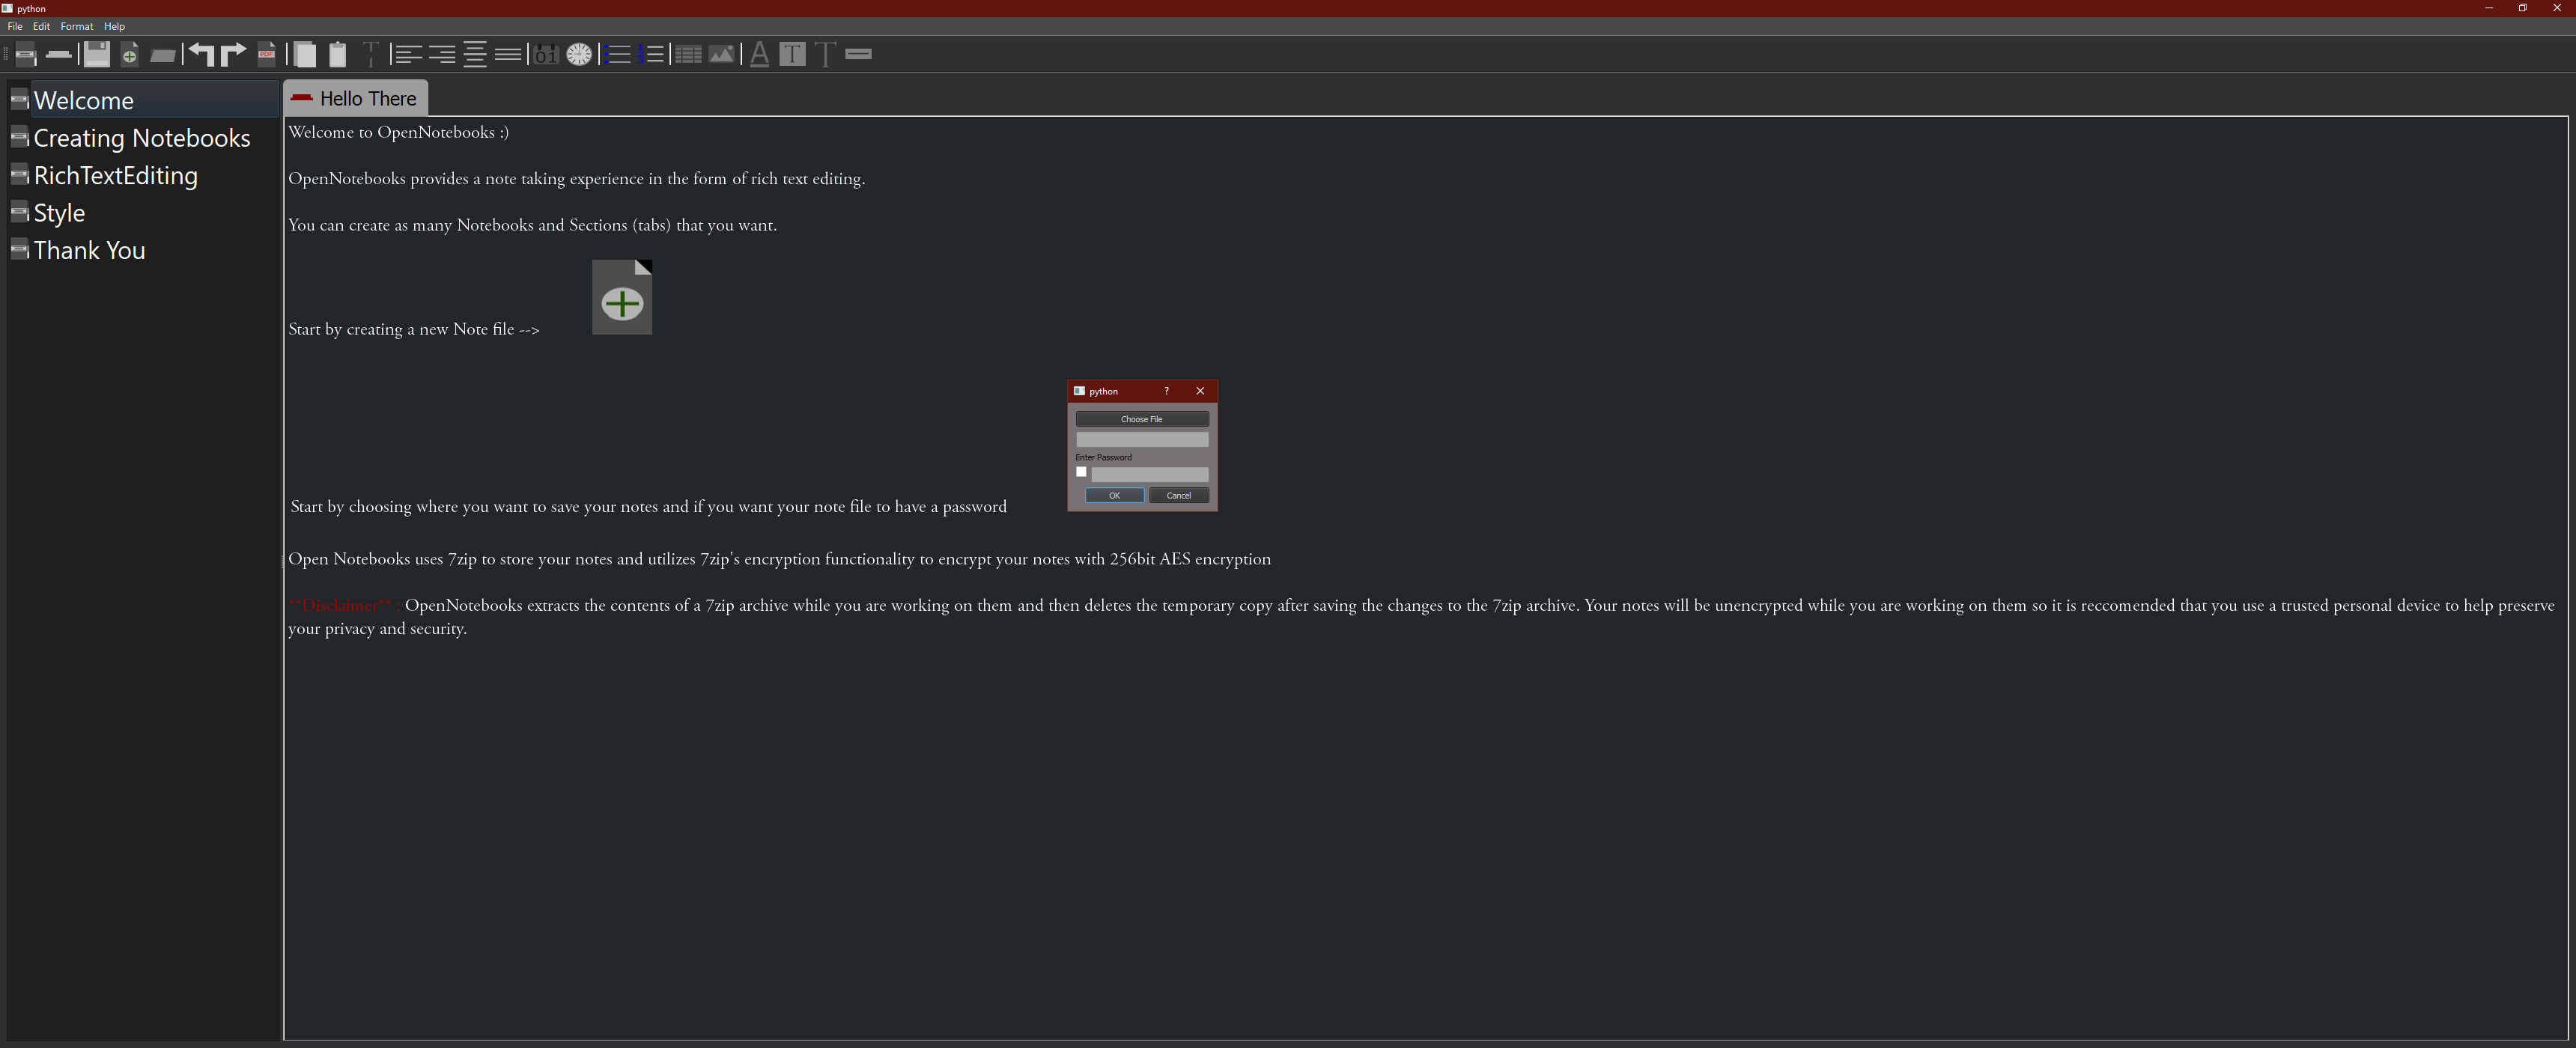 python
File Edit Format Help
PDF
01
T
A T T
Welcome
Creating Notebooks
RichTextEditing
Style
Thank You
Hello There
Welcome to OpenNotebooks :)
OpenNotebooks provides a note taking experience in the form of rich text editing.
You can create as many Notebooks and Sections (tabs) that you want.
Start by creating a new Note file -->
python ?
Choose File
Enter Password
OK Cancel
Start by choosing where you want to save your notes and if you want your note file to have a password
Open Notebooks uses 7zip to store your notes and utilizes 7zip's encryption functionality to encrypt your notes with 256bit AES encryption
**Disclaimer** : OpenNotebooks extracts the contents of a 7zip archive while you are working on them and then deletes the temporary copy after saving the changes to the 7zip archive. Your notes will be unencrypted while you are working on them so it is reccomended that you use a trusted personal device to help preserve
your privacy and security.